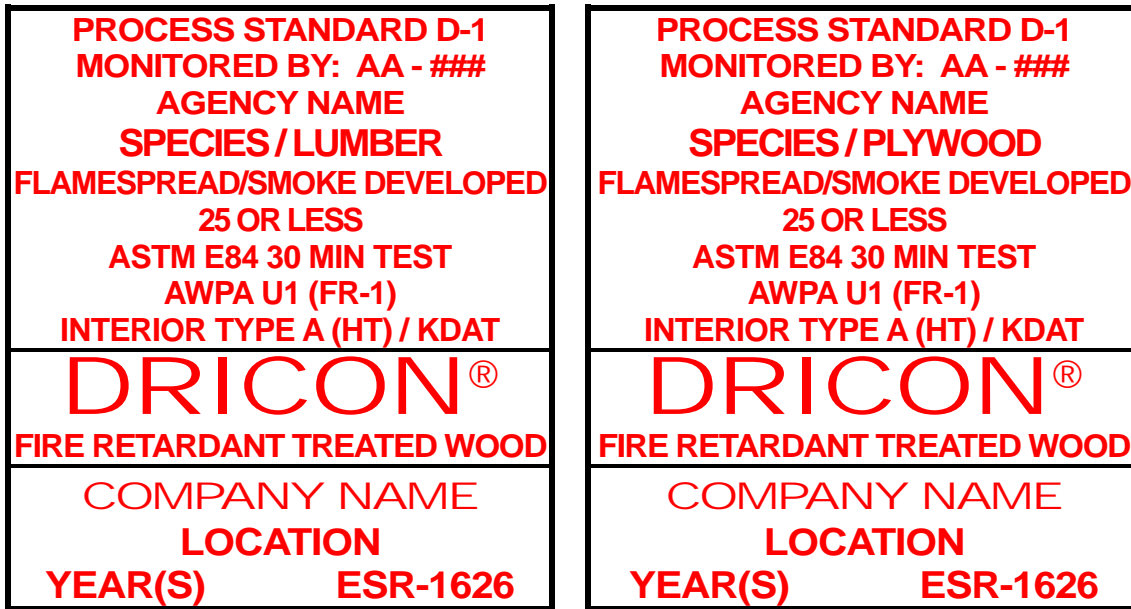 PROCESS STANDARD D-1
MONITORED BY: AA - ###
AGENCY NAME
SPECIES / LUMBER
FLAMESPREAD/SMOKE DEVELOPED
25 OR LESS
ASTM E84 30 MIN TEST
AWPA U1 (FR-1)
INTERIOR TYPE A (HT) / KDAT
DRICON®
FIRE RETARDANT TREATED WOOD
COMPANY NAME
LOCATION
YEAR(S) ESR-1626
PROCESS STANDARD D-1
MONITORED BY: AA - ###
AGENCY NAME
SPECIES / PLYWOOD
FLAMESPREAD/SMOKE DEVELOPED
25 OR LESS
ASTM E84 30 MIN TEST
AWPA U1 (FR-1)
INTERIOR TYPE A (HT) / KDAT
DRICON®
FIRE RETARDANT TREATED WOOD
COMPANY NAME
LOCATION
YEAR(S) ESR-1626